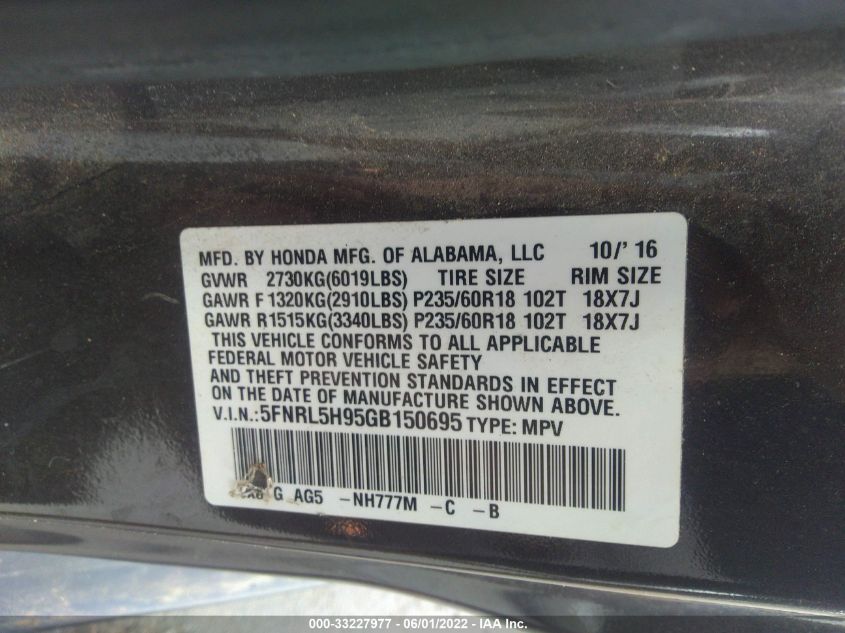 MFD. BY HONDA MFG. OF ALABAMA, LLC 10/' 16
GVWR 2730KG(6019LBS) TIRE SIZE RIM SIZE
GAWR F 1320KG(2910LBS) P235/60R18 102T 18X7J
GAWR R1515KG(3340LBS) P235/60R18 102T 18X7J
THIS VEHICLE CONFORMS TO ALL APPLICABLE
FEDERAL MOTOR VEHICLE SAFETY
AND THEFT PREVENTION STANDARDS IN EFFECT
ON THE DATE OF MANUFACTURE SHOWN ABOVE.
V.I.N.:5FNRL5H95GB150695 TYPE: MPV
G AG5 -NH777M -C -B
000-33227977 - 06/01/2022 - IAA Inc.